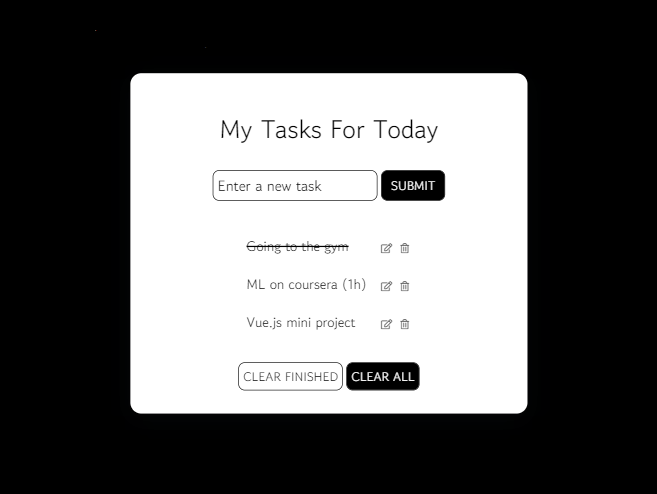 My Tasks For Today
Enter a new task SUBMIT
Going to the gym
ML on coursera (1h)
Vue.js mini project
CLEAR FINISHED CLEAR ALL